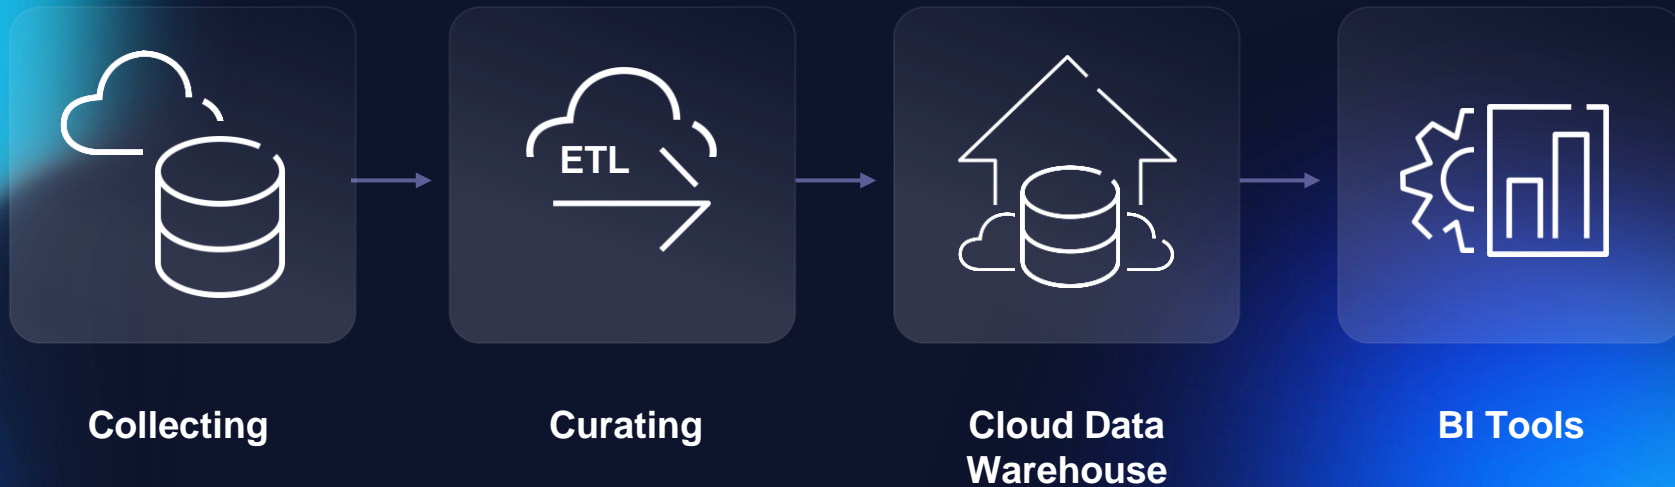 ETL
Collecting
Curating
Cloud Data
Warehouse
BI Tools